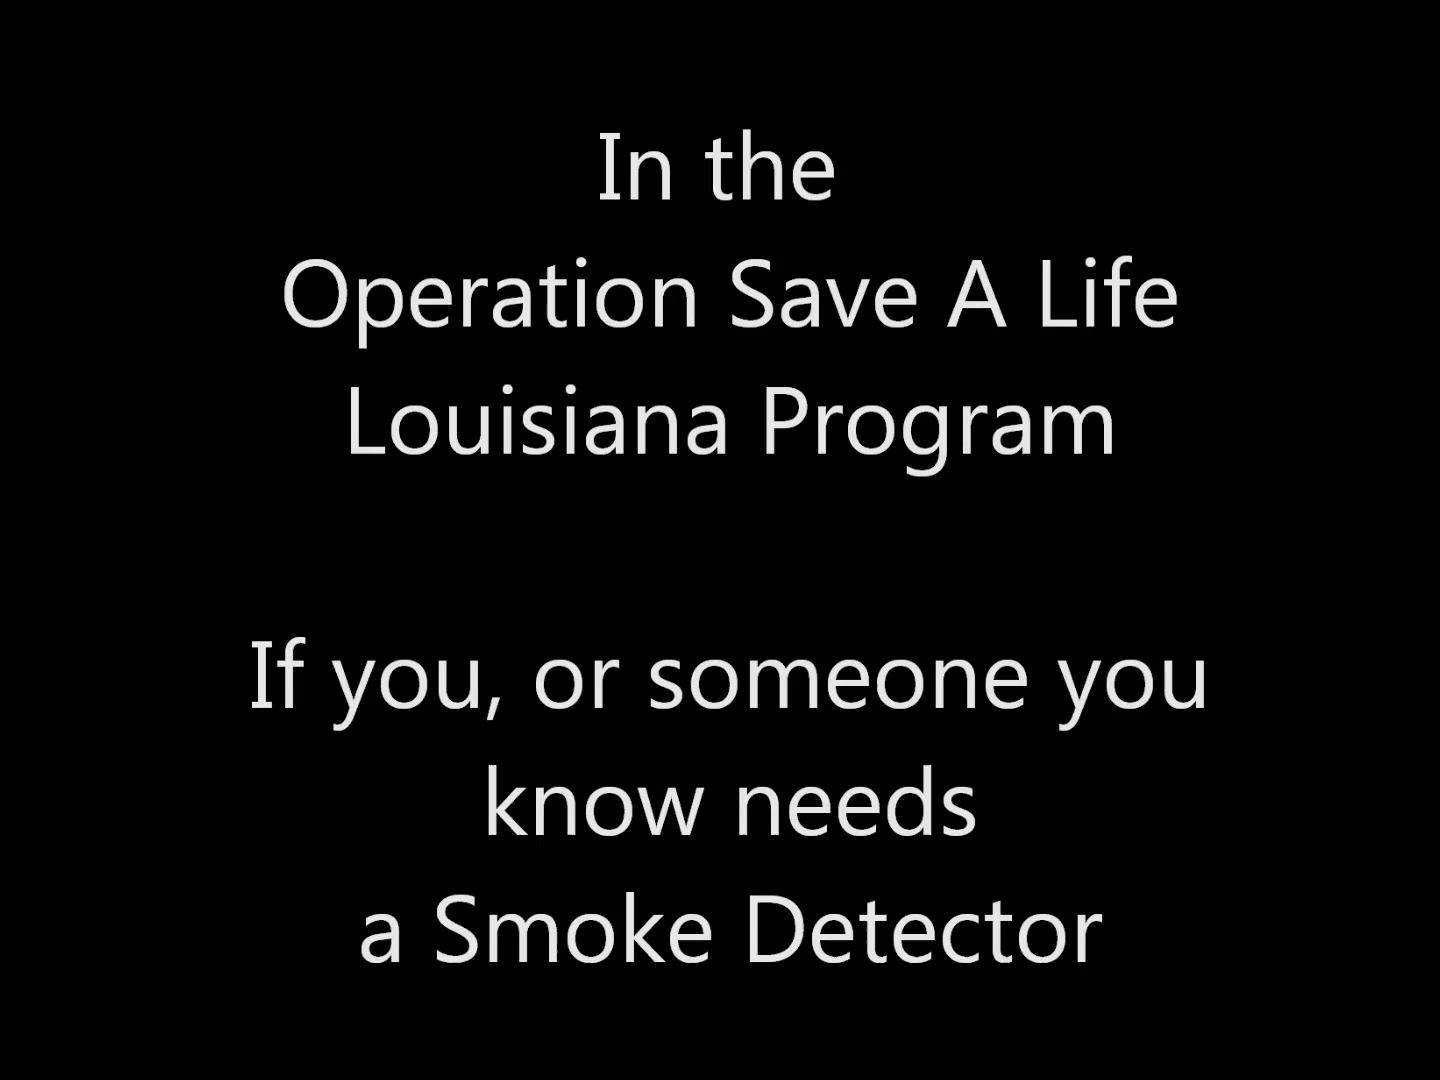 In the
Operation Save A Life
Louisiana Program
If you, or someone you
know needs
a Smoke Detector